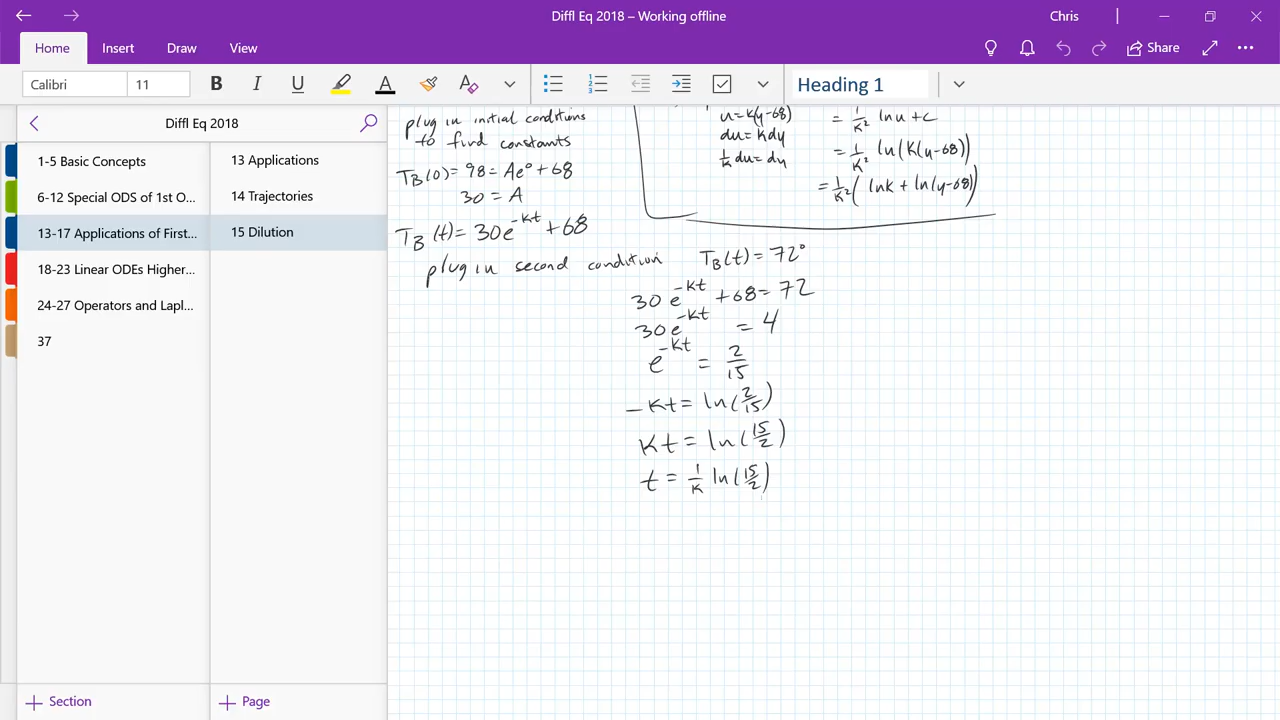 Diffl Eq 2018 – Working offline
Chris
Home Insert Draw View
Share
Calibri 11 B I U A Heading 1
Diffl Eq 2018
1-5 Basic Concepts
6-12 Special ODS of 1st O...
13-17 Applications of First...
18-23 Linear ODEs Higher...
24-27 Operators and Lapl...
37
13 Applications
14 Trajectories
15 Dilution
+ Section
+ Page
plug in initial conditions
to find constants
T_B(0) = 98 = Ae⁰ + 68
30 = A
T_B(t) = 30e^(-kt) + 68
u = k(y-68)
du = k dy
1/k du = dy
= 1/k² ln u + c
= 1/k² ln(k(y-68))
= 1/k² (ln k + ln(y-68))
plug in second condition T_B(t) = 72°
30e^(-kt) + 68 = 72
30e^(-kt) = 4
e^(-kt) = 2/15
-kt = ln(2/15)
kt = ln(15/2)
t = 1/k ln(15/2)